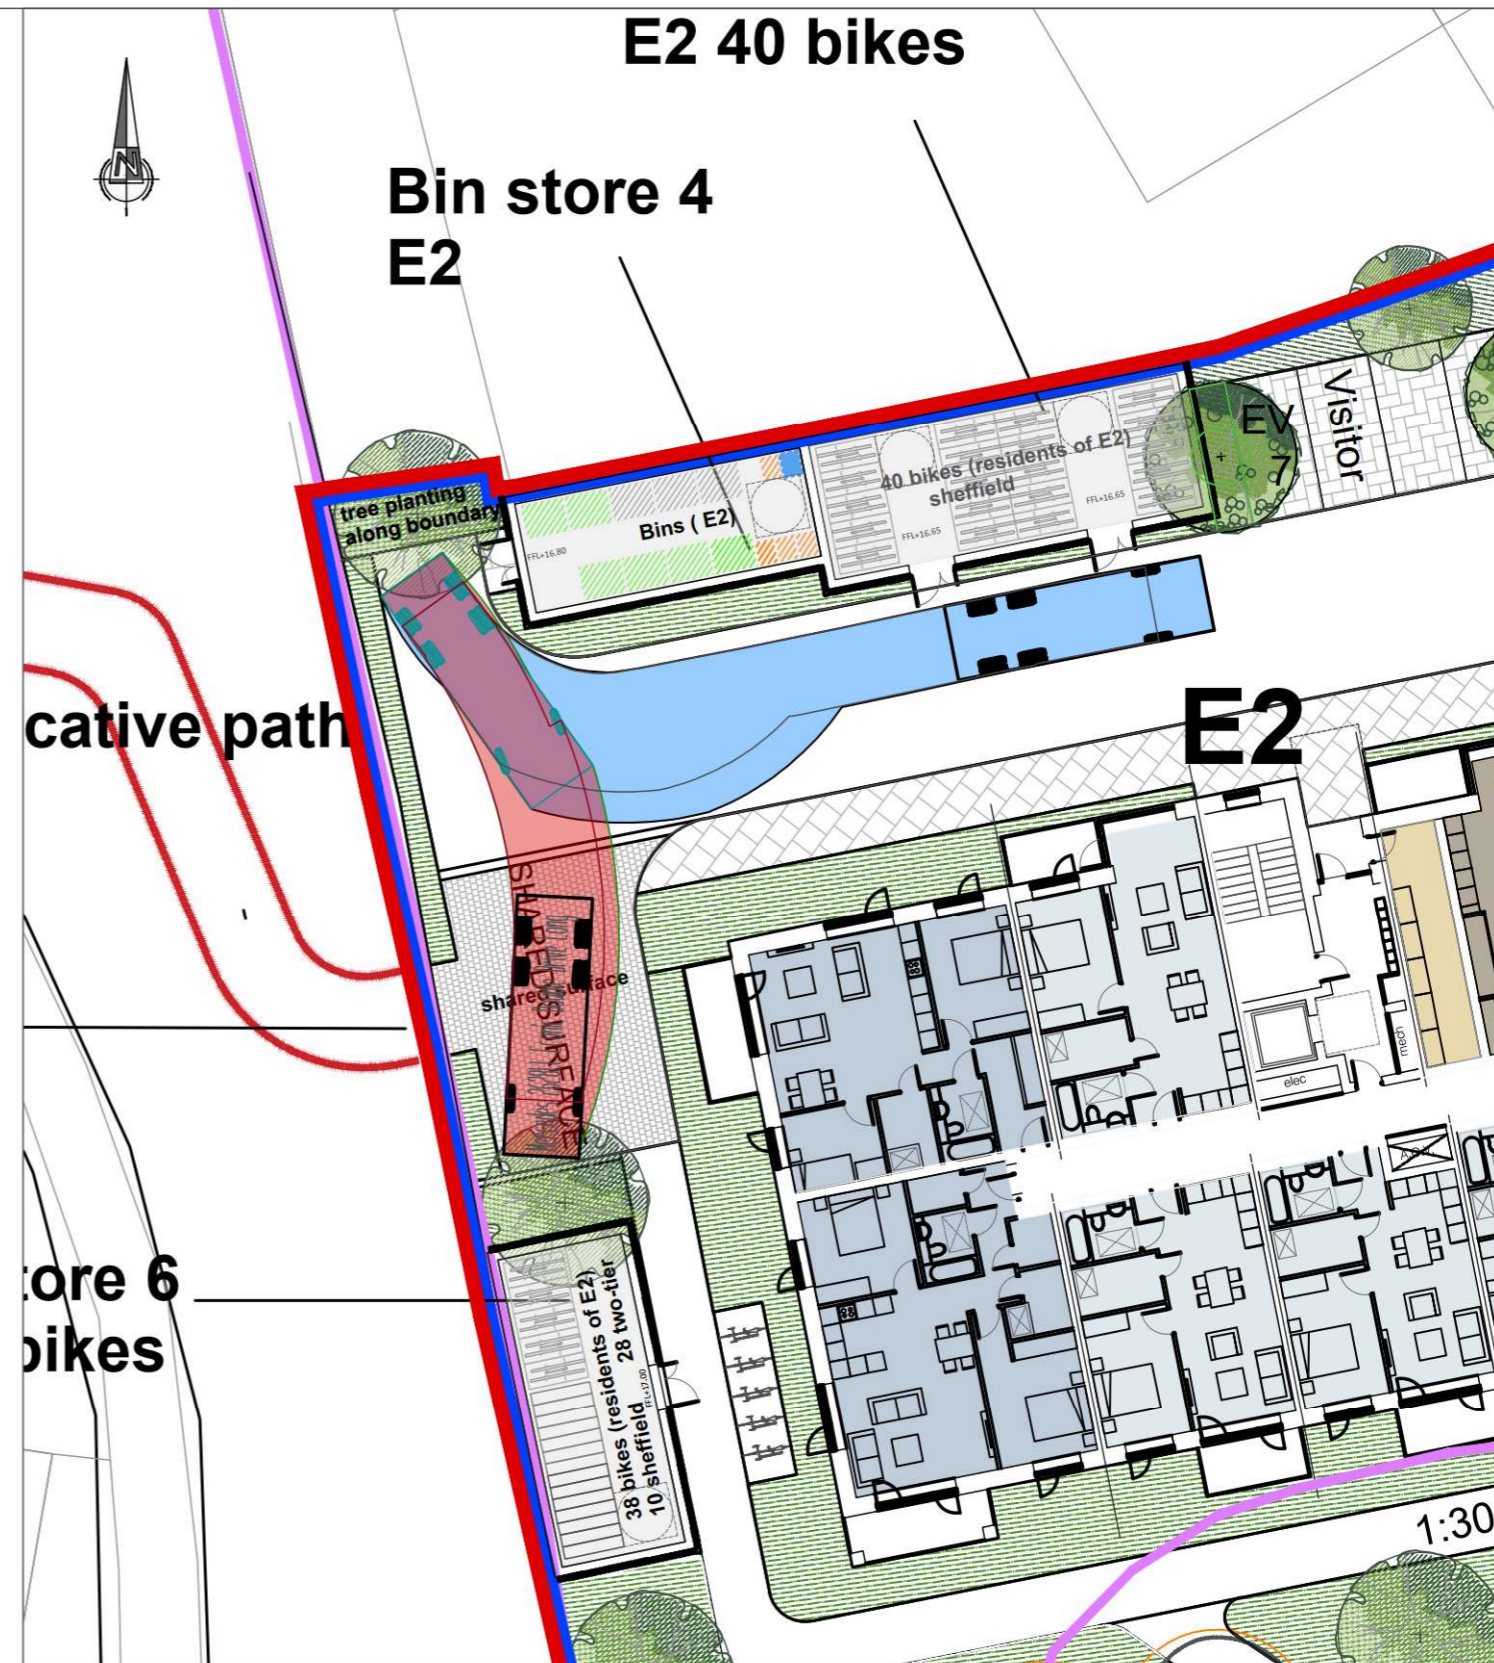 E2 40 bikes
N
Bin store 4
E2
EV
7
Visitor
40 bikes (residents of E2)
sheffield
FFL+16.65
FFL+16.65
tree planting
along boundary
Bins ( E2)
FFL+16.80
cative path
E2
SHARED SURFACE
shared surface
mech
elec
A.O.V.
tore 6
bikes
38 bikes (residents of E2)
10 sheffield 28 two-tier
FFL+17.00
1:30